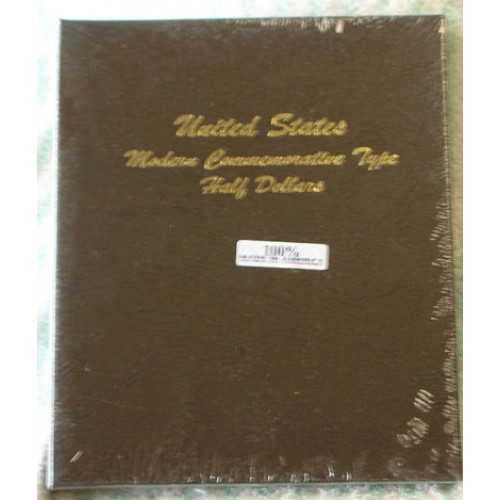 United States
Modern Commemorative Type
Half Dollars
100%